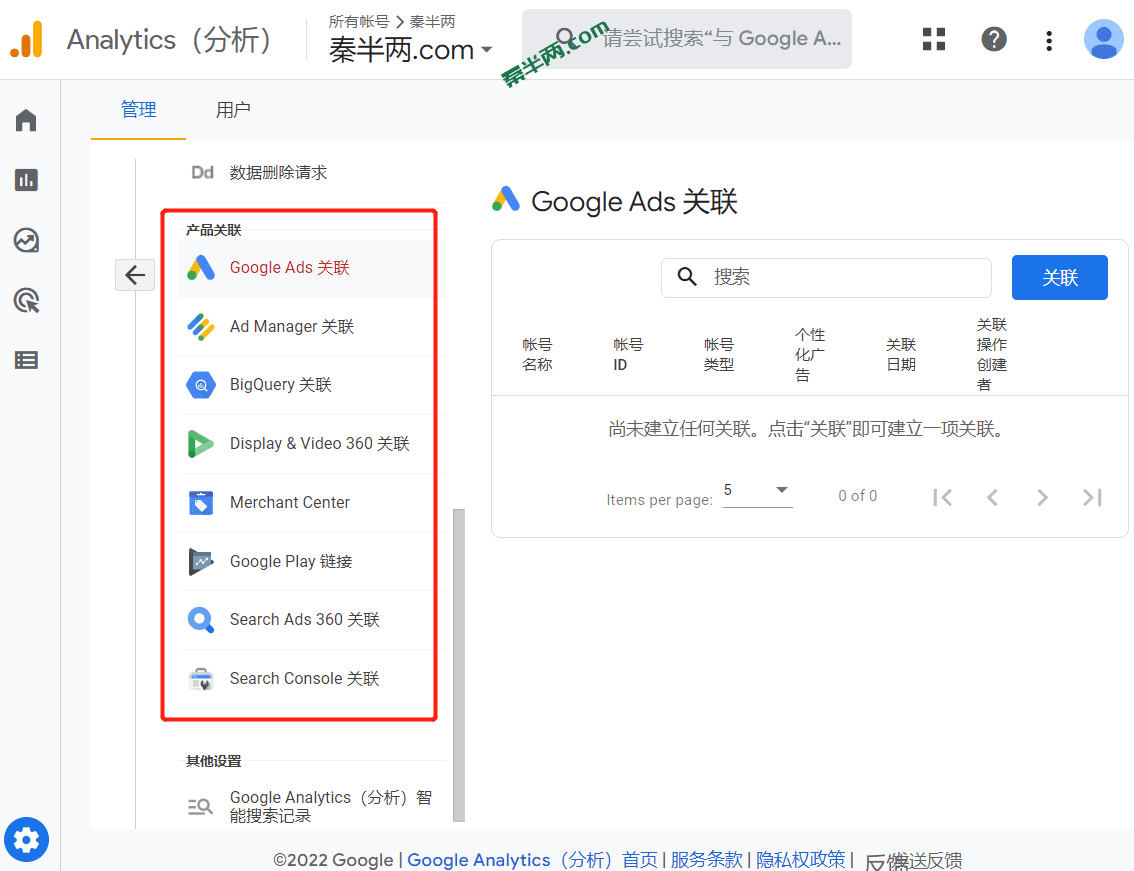 Analytics（分析）
所有帐号 > 秦半两
秦半两.com
请尝试搜索“与 Google A...
秦半两.com
管理
用户
Dd 数据删除请求
产品关联
Google Ads 关联
Ad Manager 关联
BigQuery 关联
Display & Video 360 关联
Merchant Center
Google Play 链接
Search Ads 360 关联
Search Console 关联
其他设置
Google Analytics（分析）智
能搜索记录
Google Ads 关联
搜索
关联
帐号
名称
帐号
ID
帐号
类型
个性
化广
告
关联
日期
关联
操作
创建
者
尚未建立任何关联。点击“关联”即可建立一项关联。
Items per page: 5 0 of 0
©2022 Google | Google Analytics（分析）首页 | 服务条款 | 隐私权政策 | 反馈 发送反馈